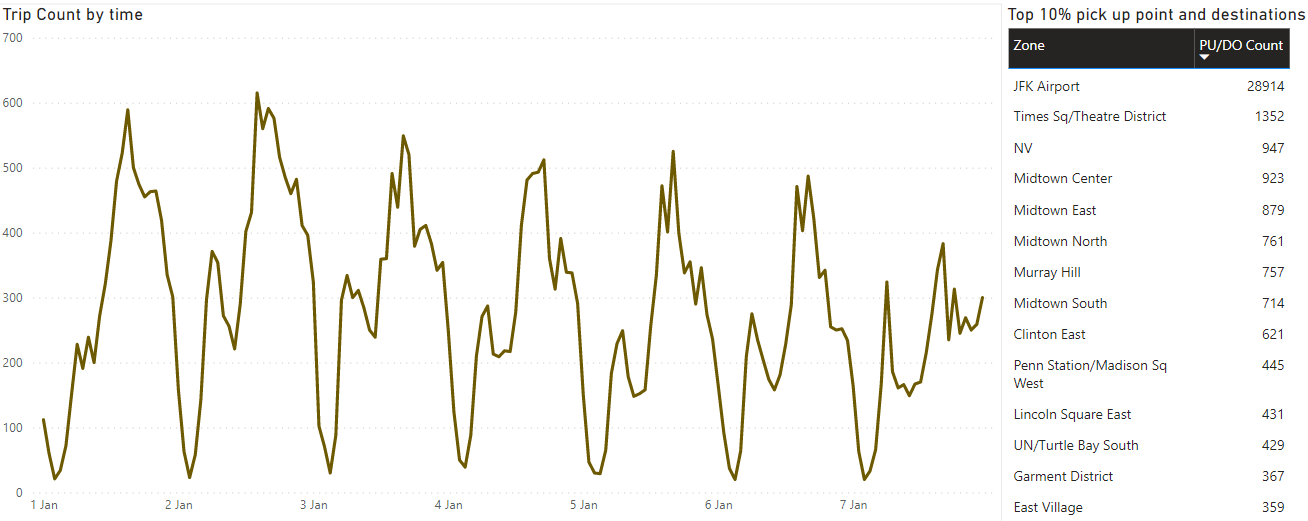 Trip Count by time
700
600
500
400
300
200
100
0
1 Jan
2 Jan
3 Jan
4 Jan
5 Jan
6 Jan
7 Jan
Top 10% pick up point and destinations
Zone PU/DO Count
JFK Airport 28914
Times Sq/Theatre District 1352
NV 947
Midtown Center 923
Midtown East 879
Midtown North 761
Murray Hill 757
Midtown South 714
Clinton East 621
Penn Station/Madison Sq 445
West
Lincoln Square East 431
UN/Turtle Bay South 429
Garment District 367
East Village 359